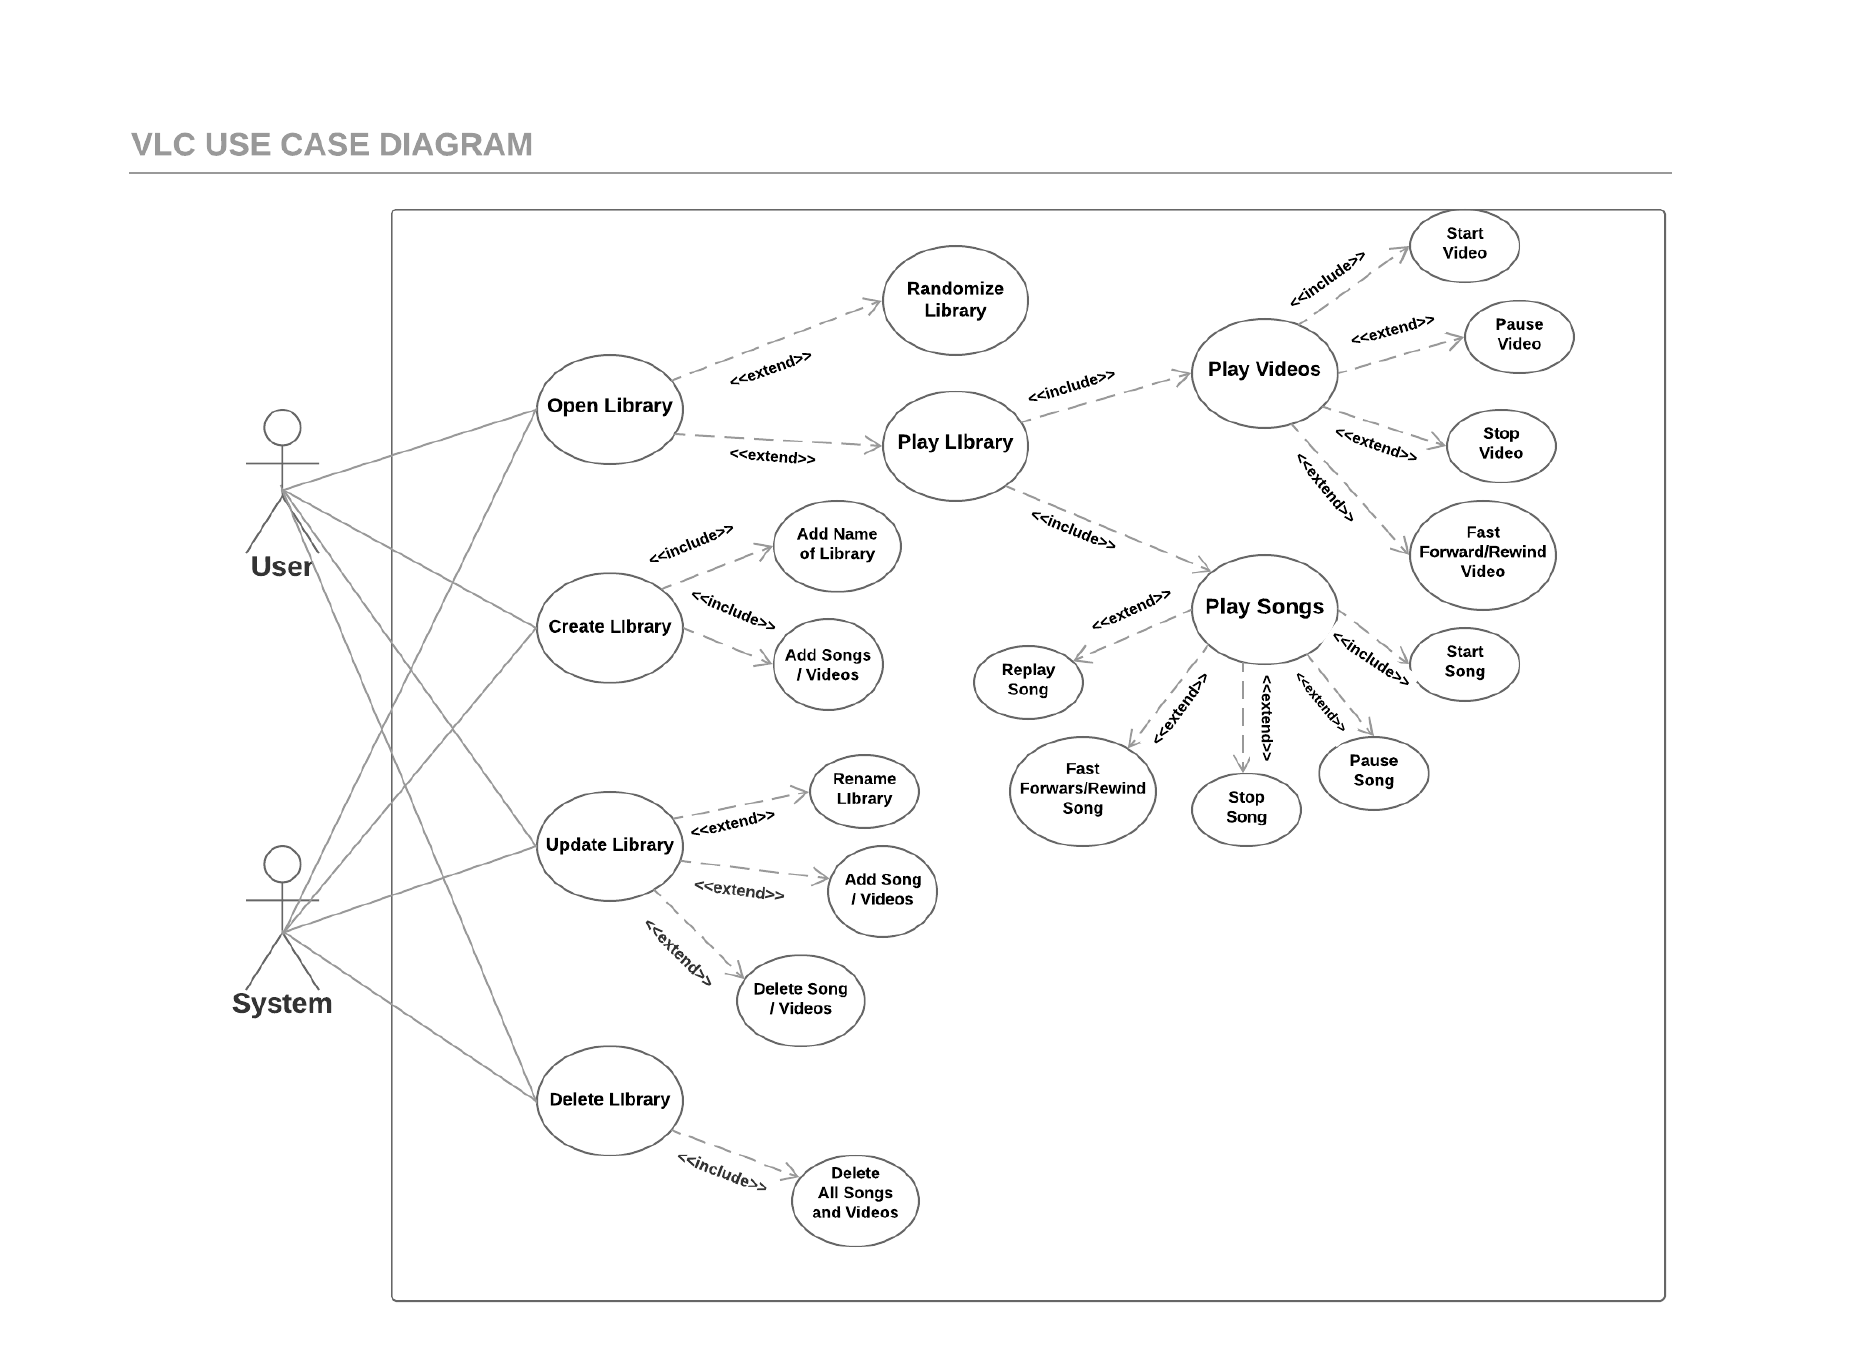 VLC USE CASE DIAGRAM
Start
Video
<<include>>
Randomize
Library
Pause
Video
<<extend>>
<<extend>>
Play Videos
Open Library
<<include>>
Play LIbrary
<<extend>>
Stop
Video
<<extend>>
<<extend>>
Fast
Forward/Rewind
Video
<<include>>
Add Name
of Library
<<include>>
User
Create LIbrary
<<include>>
Add Songs
/ Videos
Play Songs
<<extend>>
<<include>>
Start
Song
Replay
Song
<<extend>>
<<extend>>
<<extend>>
Fast
Forwars/Rewind
Song
Stop
Song
Pause
Song
Rename
LIbrary
<<extend>>
Update Library
Add Song
/ Videos
<<extend>>
<<extend>>
Delete Song
/ Videos
System
Delete LIbrary
<<include>>
Delete
All Songs
and Videos